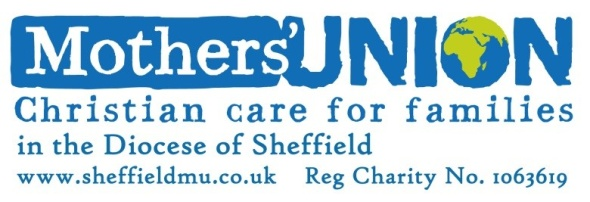 Mothers' UNION
Christian care for families
in the Diocese of Sheffield
www.sheffieldmu.co.uk Reg Charity No. 1063619